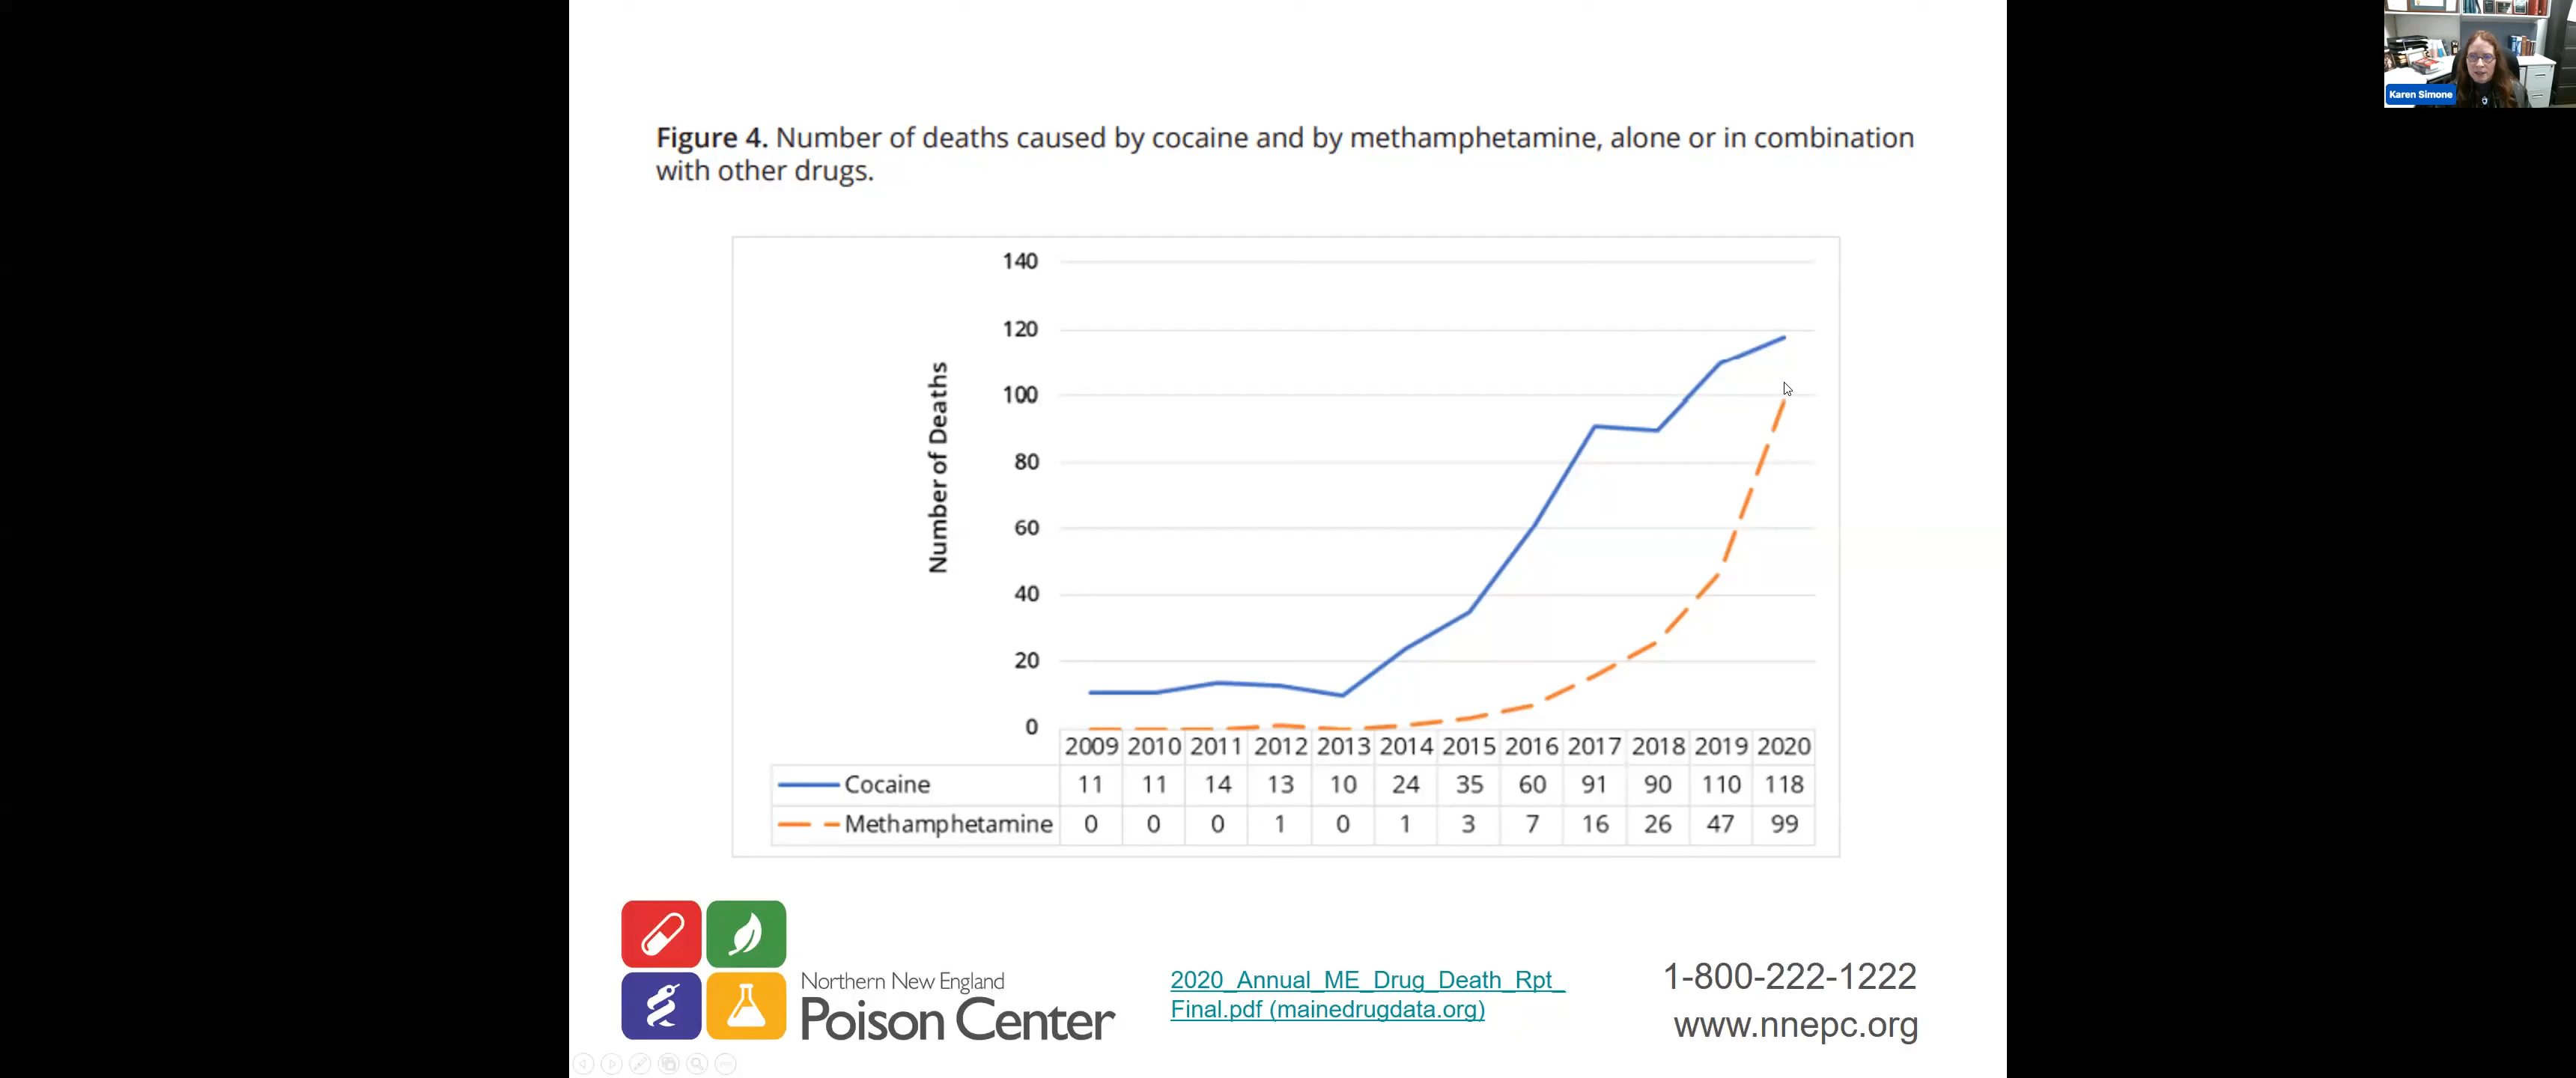 Karen Simone
Figure 4. Number of deaths caused by cocaine and by methamphetamine, alone or in combination
with other drugs.
140
120
100
80
60
40
20
0
Number of Deaths
2009 2010 2011 2012 2013 2014 2015 2016 2017 2018 2019 2020
Cocaine 11 11 14 13 10 24 35 60 91 90 110 118
Methamphetamine 0 0 0 1 0 1 3 7 16 26 47 99
Northern New England
Poison Center
2020_Annual_ME_Drug_Death_Rpt_
Final.pdf (mainedrugdata.org)
1-800-222-1222
www.nnepc.org